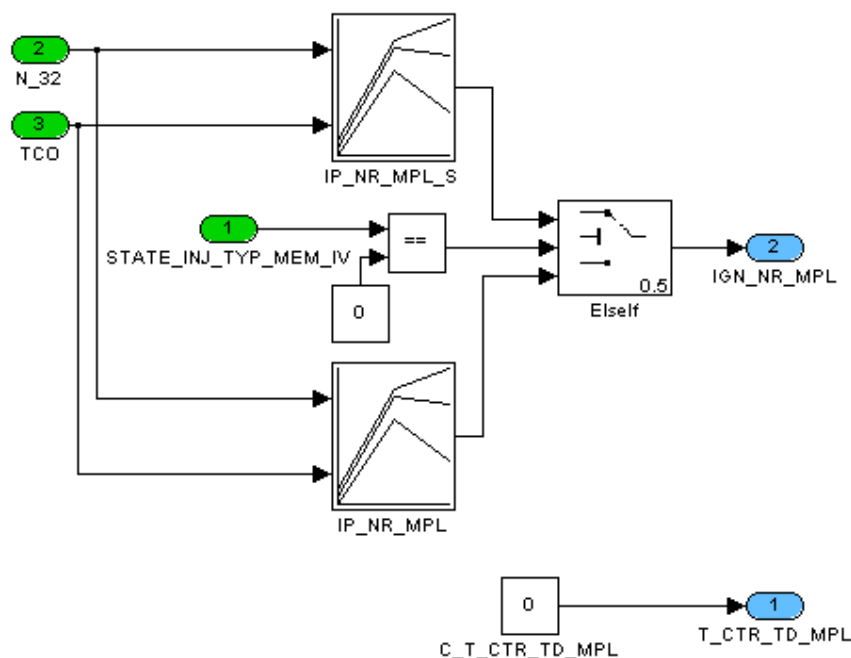 2
N_32
3
TCO
IP_NR_MPL_S
1
STATE_INJ_TYP_MEM_IV
==
0
0.5
ElseIf
2
IGN_NR_MPL
IP_NR_MPL
0
C_T_CTR_TD_MPL
1
T_CTR_TD_MPL